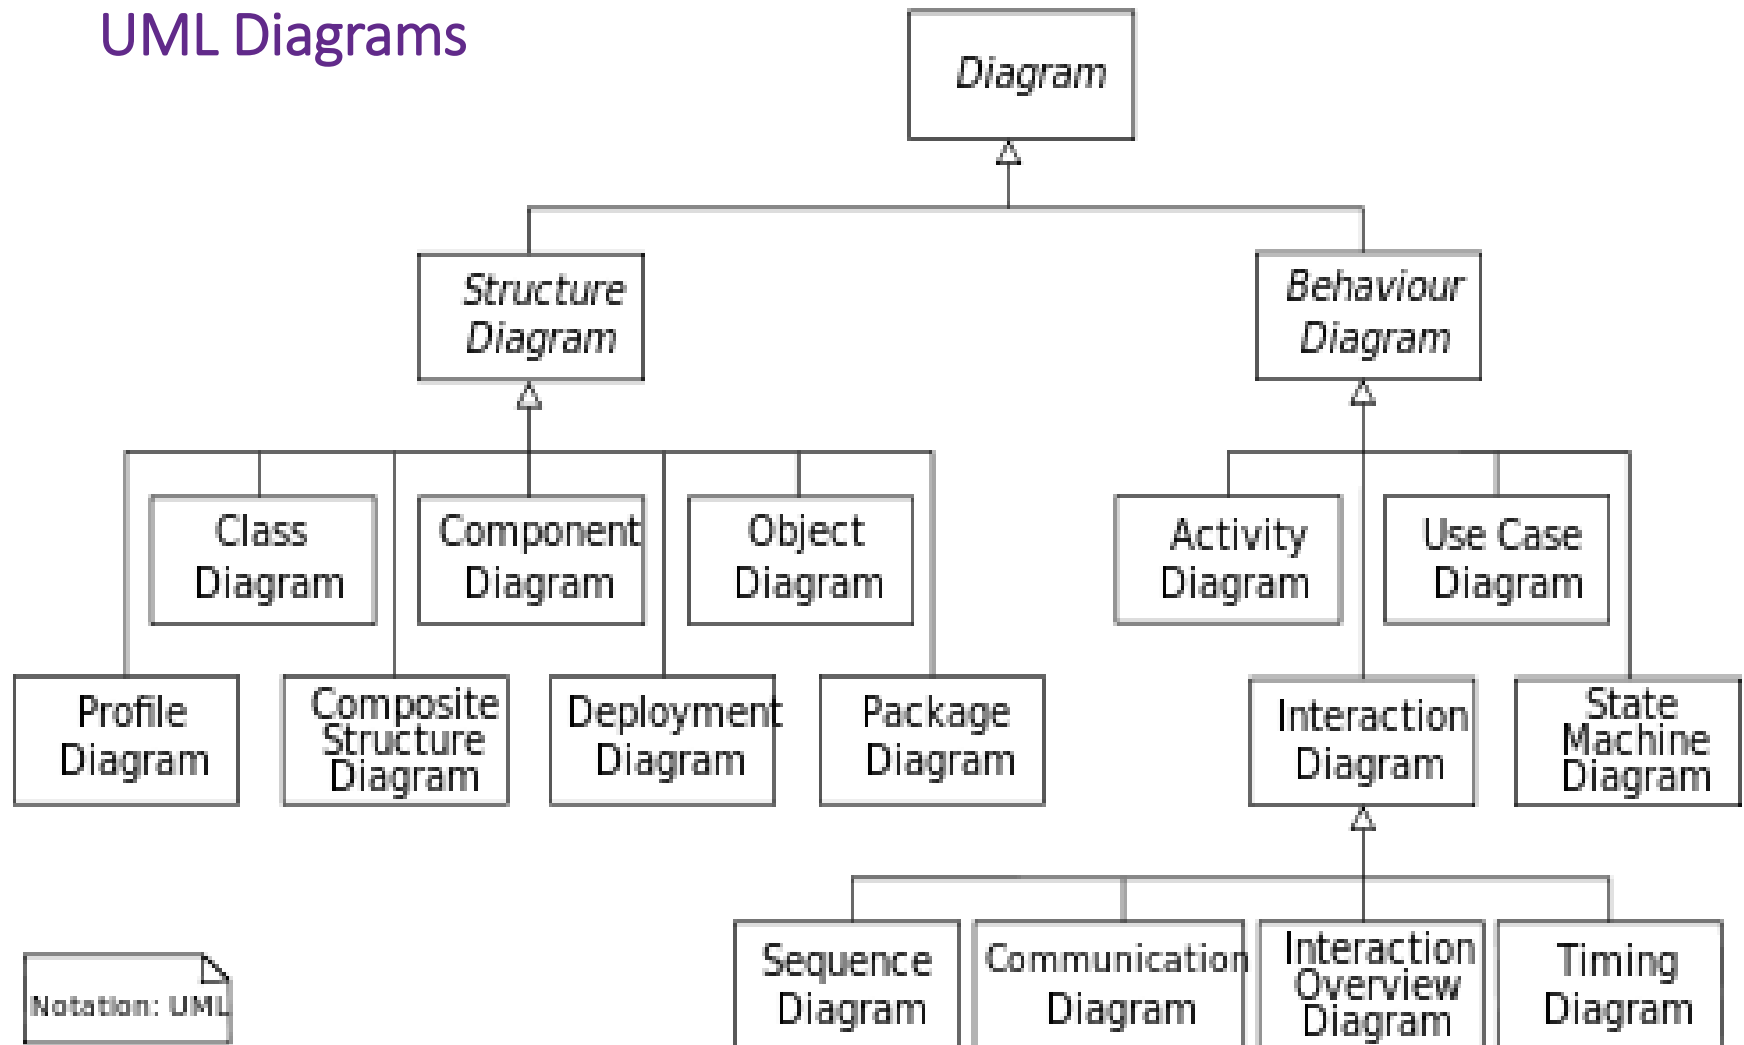 UML Diagrams
Diagram
Structure
Diagram
Behaviour
Diagram
Class
Diagram
Component
Diagram
Object
Diagram
Activity
Diagram
Use Case
Diagram
Profile
Diagram
Composite
Structure
Diagram
Deployment
Diagram
Package
Diagram
Interaction
Diagram
State
Machine
Diagram
Sequence
Diagram
Communication
Diagram
Interaction
Overview
Diagram
Timing
Diagram
Notation: UML